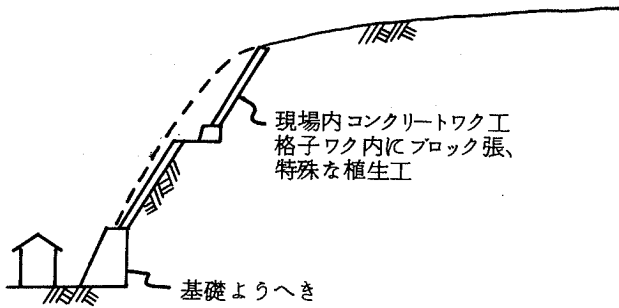 現場内コンクリートワク工
格子ワク内にブロック張、
特殊な植生工
基礎ようへき